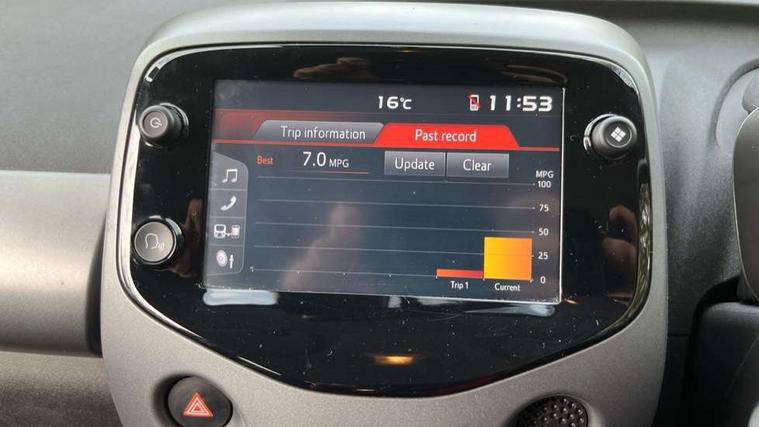 16°C 11:53
Trip information Past record
Best 7.0 MPG Update Clear
MPG
100
75
50
25
0
Trip 1 Current